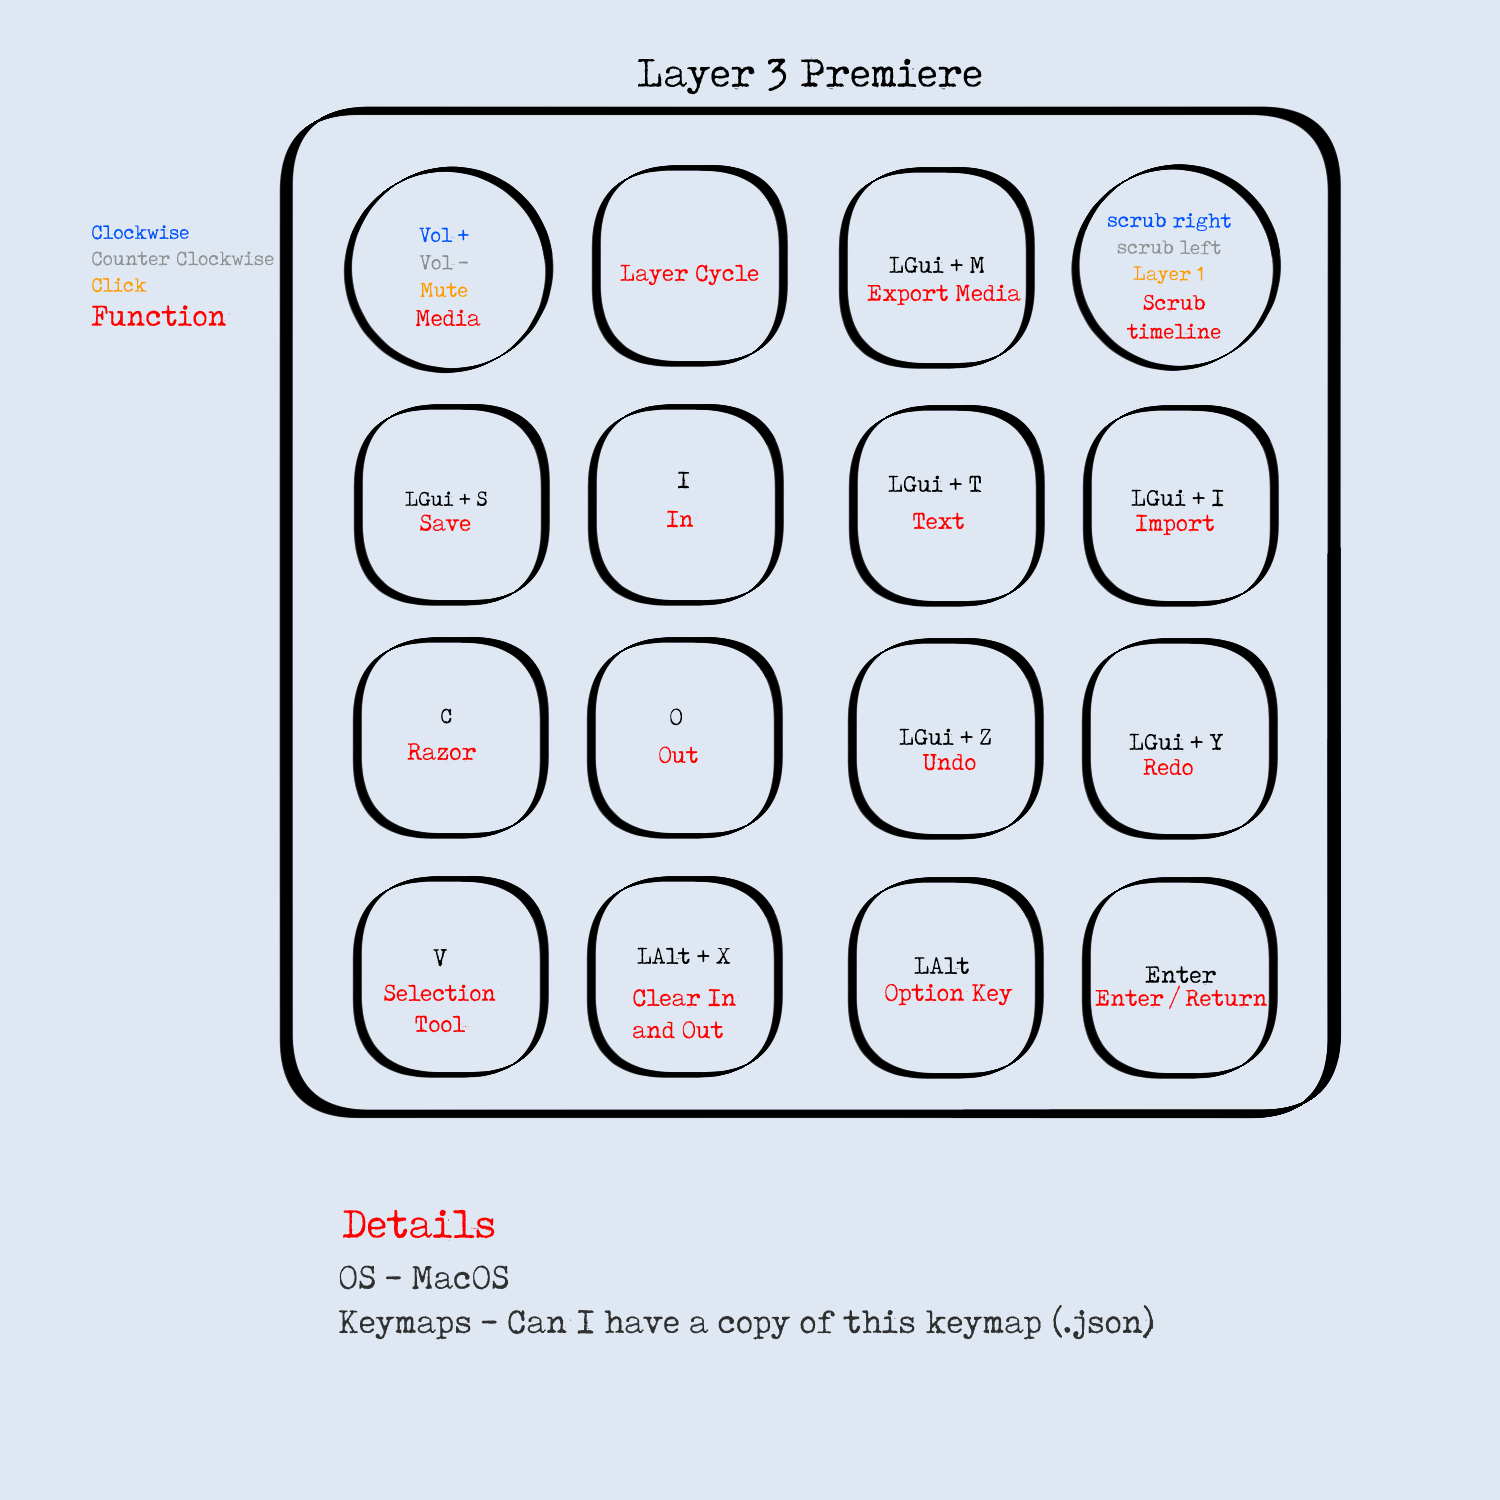 Layer 3 Premiere
Clockwise
Counter Clockwise
Click
Function
Vol +
Vol -
Mute
Media
Layer Cycle
LGui + M
Export Media
scrub right
scrub left
Layer 1
Scrub
timeline
LGui + S
Save
I
In
LGui + T
Text
LGui + I
Import
C
Razor
O
Out
LGui + Z
Undo
LGui + Y
Redo
V
Selection
Tool
LAlt + X
Clear In
and Out
LAlt
Option Key
Enter
Enter / Return
Details
OS - MacOS
Keymaps - Can I have a copy of this keymap (.json)